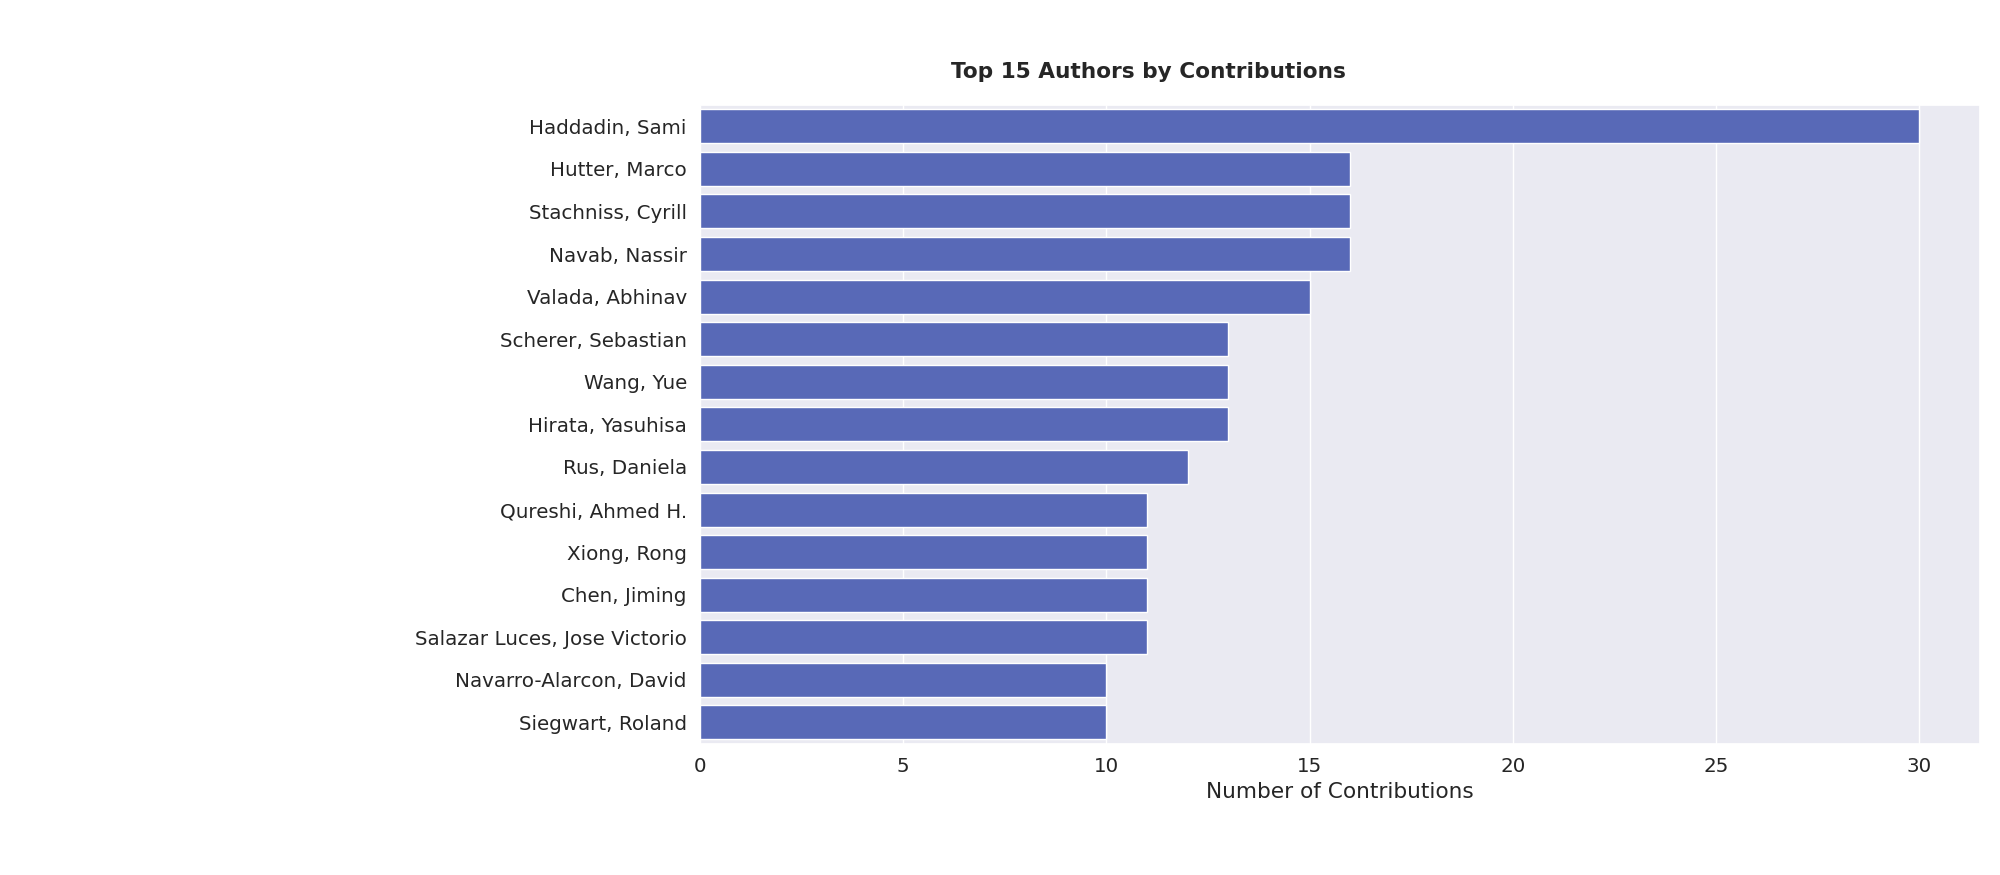 Top 15 Authors by Contributions
Haddadin, Sami
Hutter, Marco
Stachniss, Cyrill
Navab, Nassir
Valada, Abhinav
Scherer, Sebastian
Wang, Yue
Hirata, Yasuhisa
Rus, Daniela
Qureshi, Ahmed H.
Xiong, Rong
Chen, Jiming
Salazar Luces, Jose Victorio
Navarro-Alarcon, David
Siegwart, Roland
0 5 10 15 20 25 30
Number of Contributions